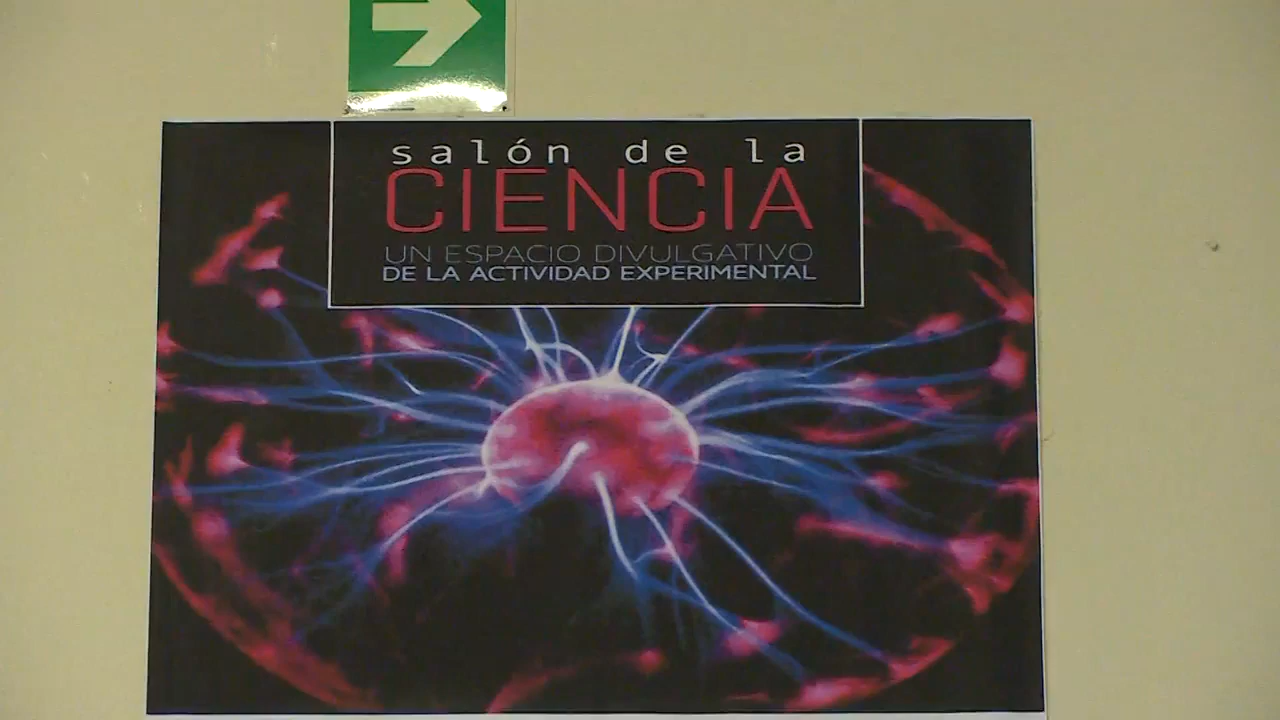 salón de la
CIENCIA
UN ESPACIO DIVULGATIVO
DE LA ACTIVIDAD EXPERIMENTAL